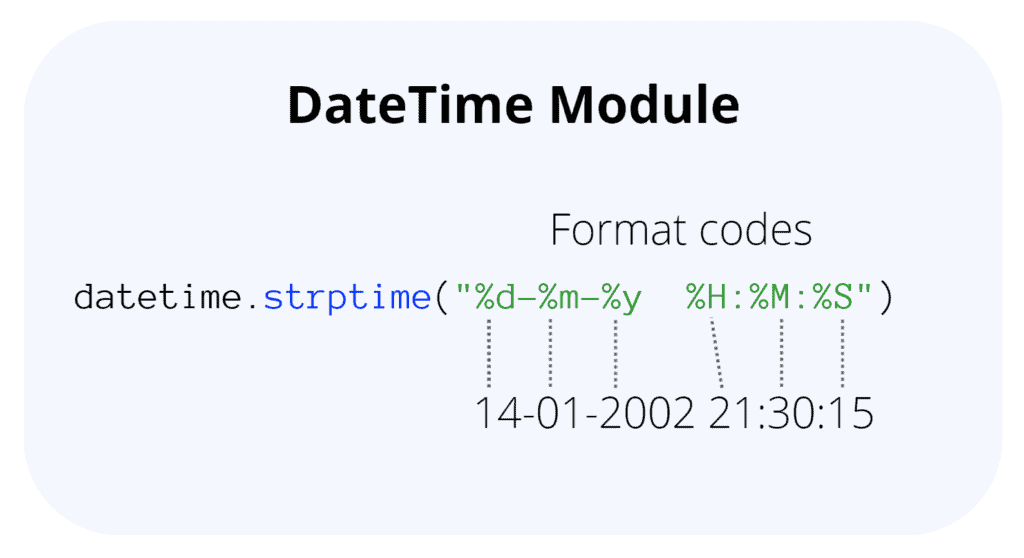 DateTime Module
Format codes
datetime.strptime("%d-%m-%y  %H:%M:%S")
14-01-2002 21:30:15